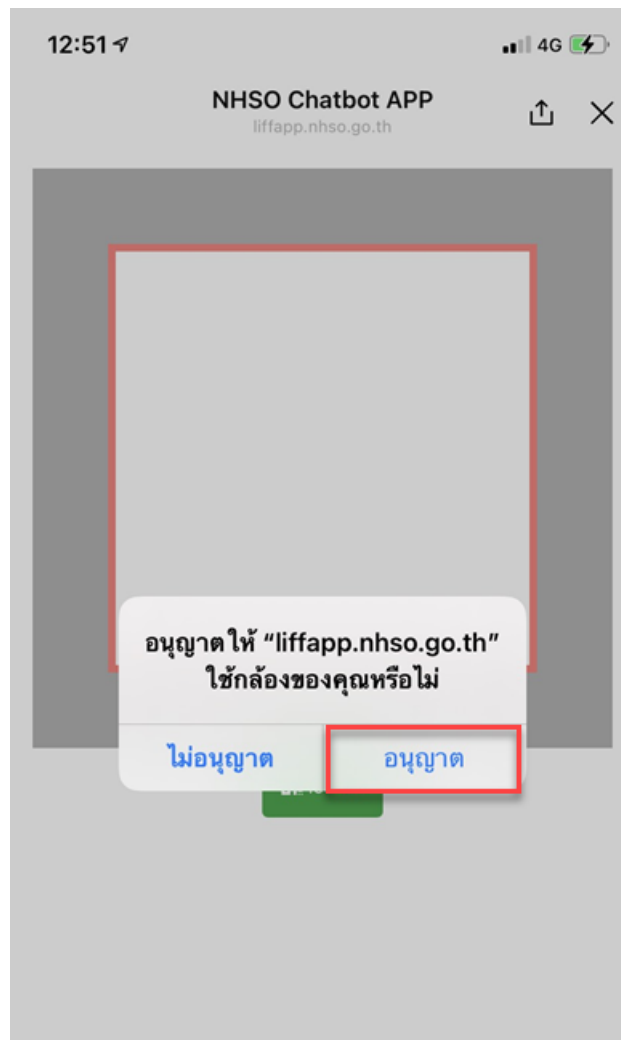 12:51
4G
NHSO Chatbot APP
liffapp.nhso.go.th
อนุญาตให้ “liffapp.nhso.go.th”
ใช้กล้องของคุณหรือไม่
ไม่อนุญาต
อนุญาต